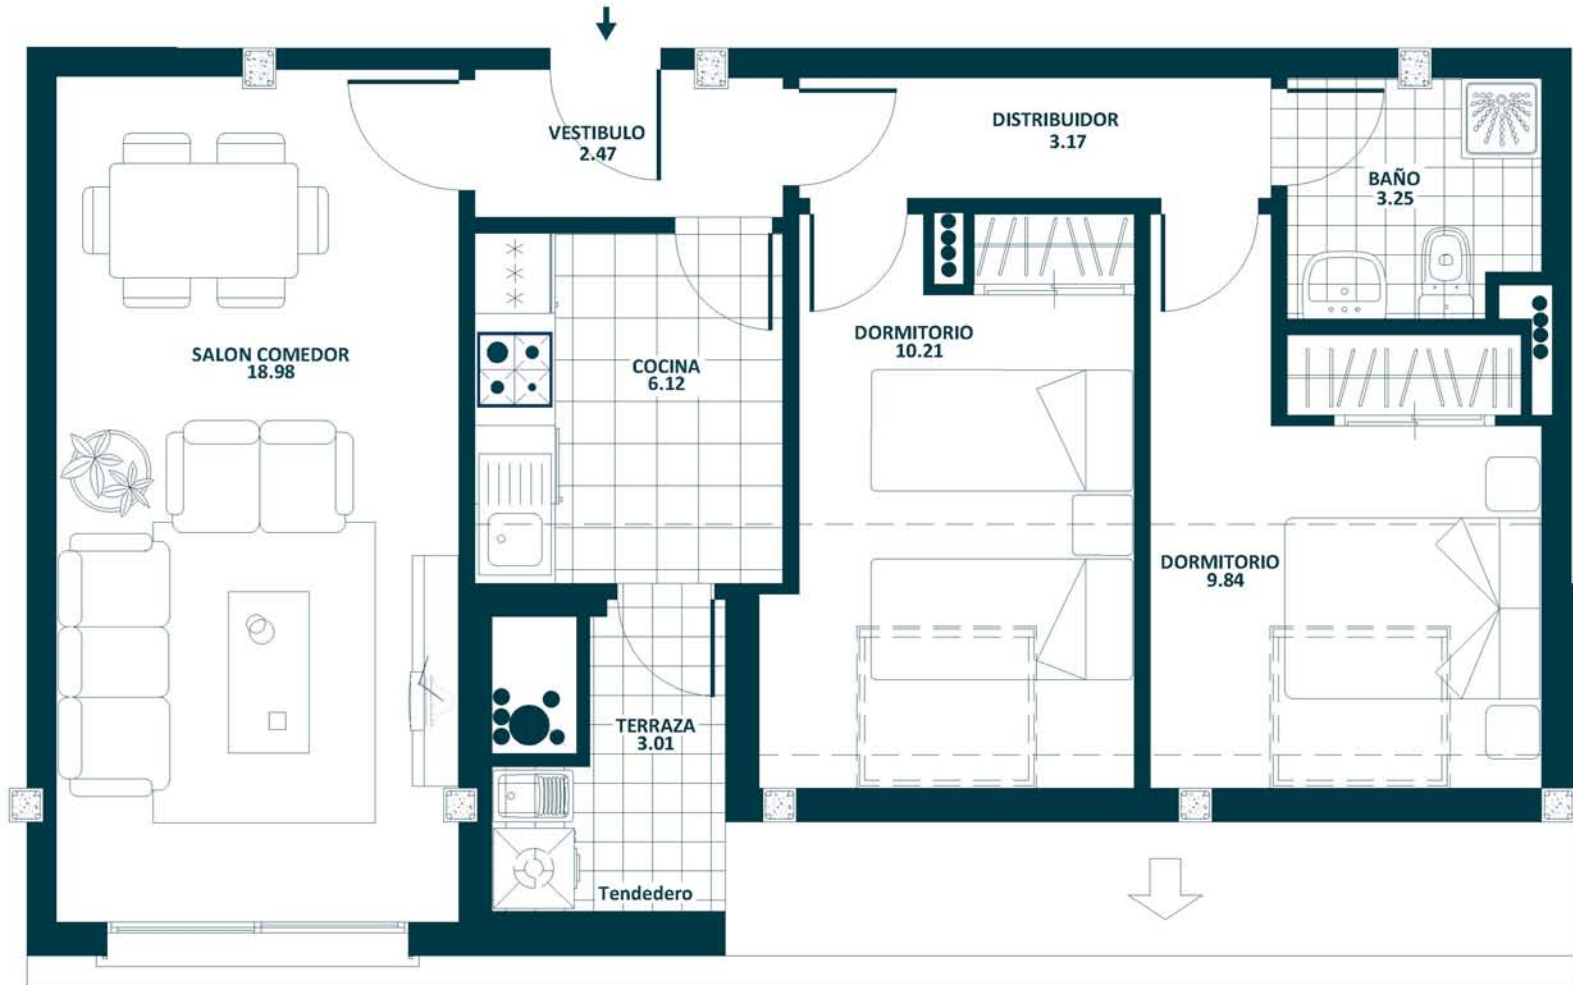 VESTIBULO
2.47
DISTRIBUIDOR
3.17
BAÑO
3.25
SALON COMEDOR
18.98
COCINA
6.12
DORMITORIO
10.21
DORMITORIO
9.84
TERRAZA
3.01
Tendedero